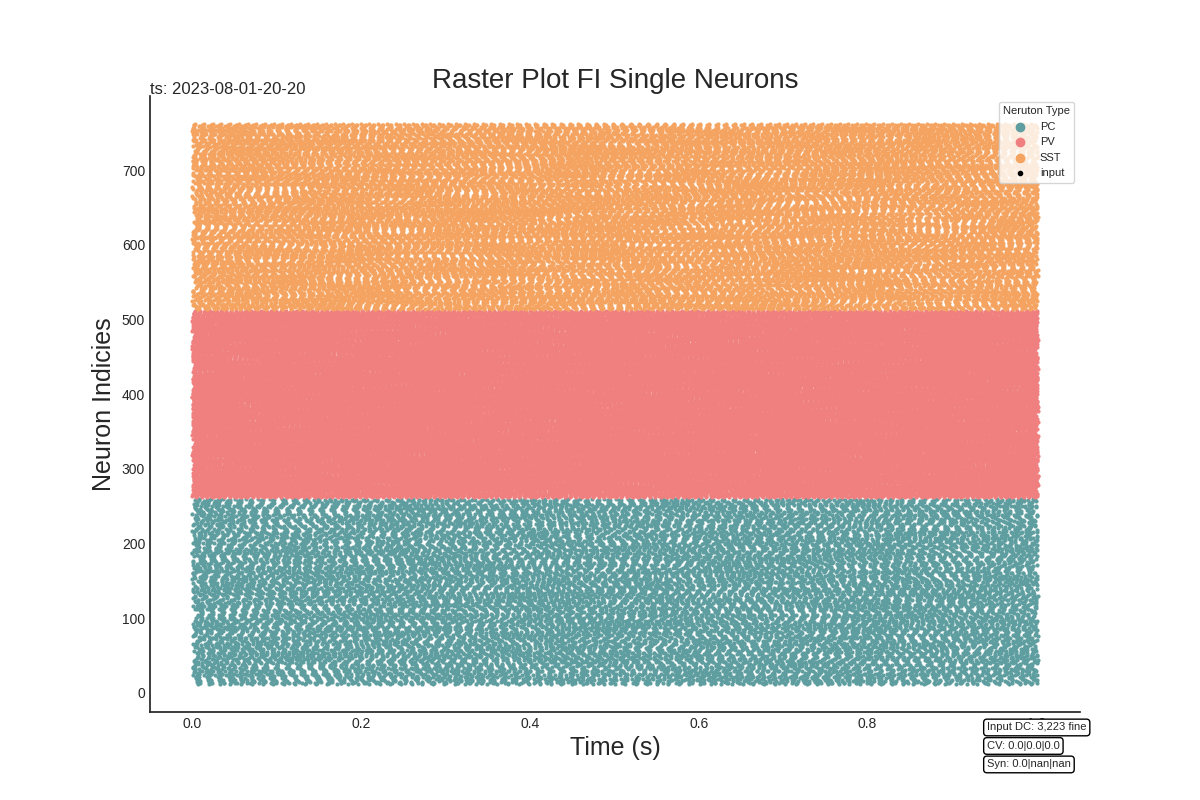 Raster Plot FI Single Neurons
ts: 2023-08-01-20-20
Neruton Type
PC
PV
SST
input
Neuron Indicies
700
600
500
400
300
200
100
0
0.0 0.2 0.4 0.6 0.8
Time (s)
Input DC: 3,223 fine
CV: 0.0|0.0|0.0
Syn: 0.0|nan|nan